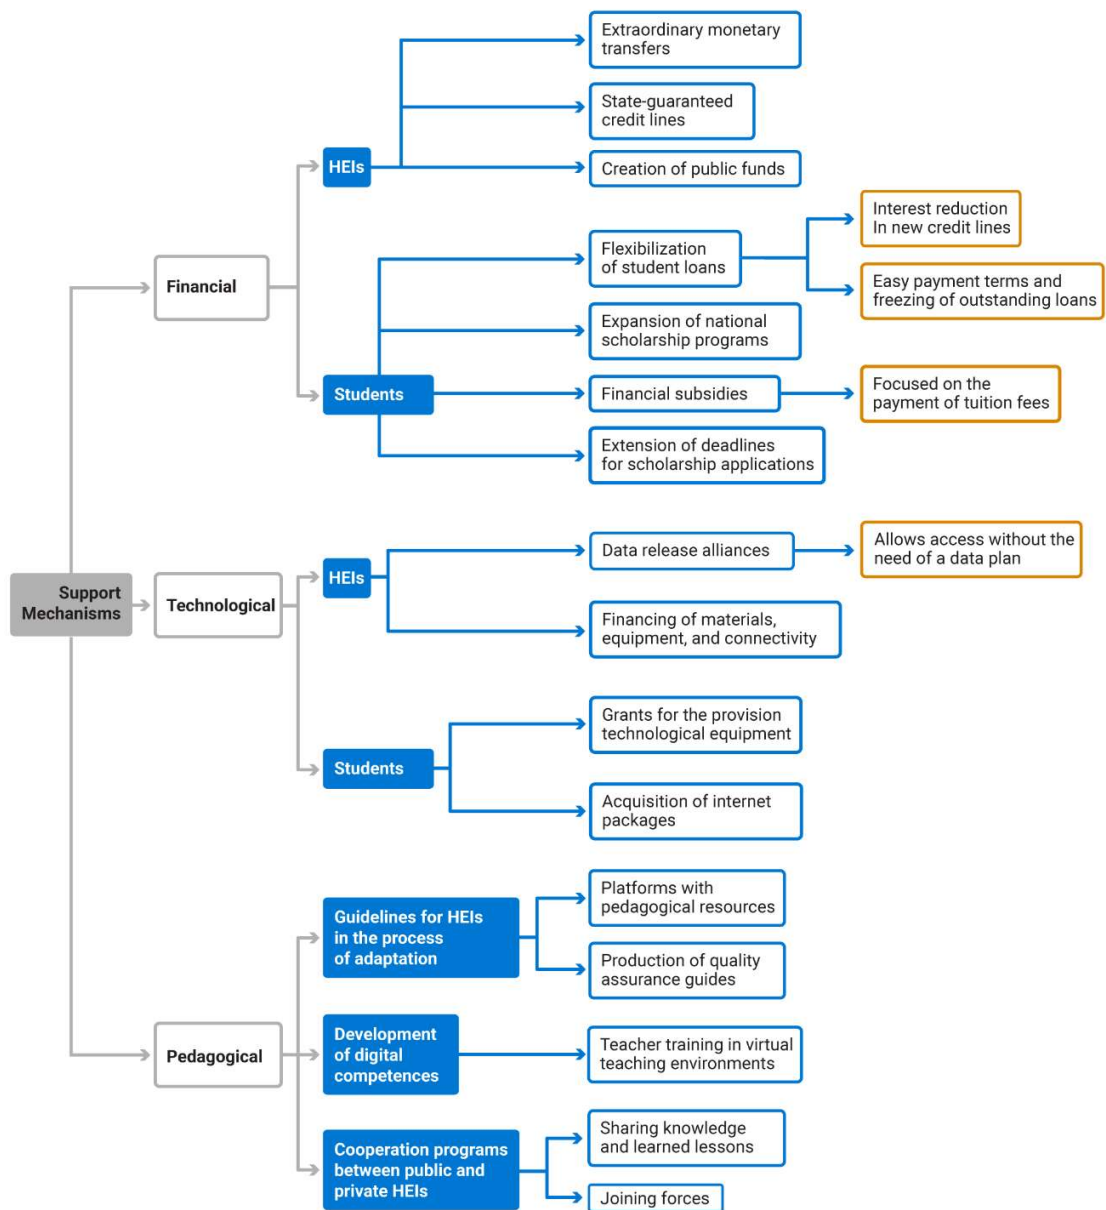 Support
Mechanisms
Financial
HEIs
Extraordinary monetary
transfers
State-guaranteed
credit lines
Creation of public funds
Students
Flexibilization
of student loans
Interest reduction
In new credit lines
Easy payment terms and
freezing of outstanding loans
Expansion of national
scholarship programs
Financial subsidies
Focused on the
payment of tuition fees
Extension of deadlines
for scholarship applications
Technological
HEIs
Data release alliances
Allows access without the
need of a data plan
Financing of materials,
equipment, and connectivity
Students
Grants for the provision
technological equipment
Acquisition of internet
packages
Pedagogical
Guidelines for HEIs
in the process
of adaptation
Platforms with
pedagogical resources
Production of quality
assurance guides
Development
of digital
competences
Teacher training in virtual
teaching environments
Cooperation programs
between public and
private HEIs
Sharing knowledge
and learned lessons
Joining forces